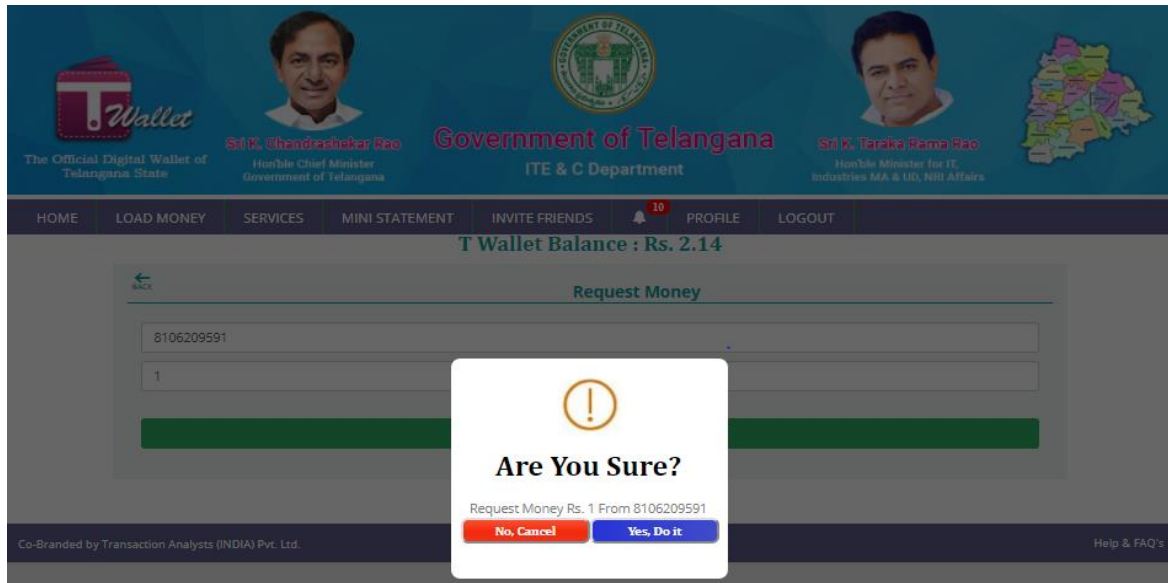 T Wallet
The Official Digital Wallet of
Telangana State
Sri K. Chandrashekar Rao
Hon'ble Chief Minister
Government of Telangana
Government of Telangana
ITE & C Department
Sri K. Taraka Rama Rao
Hon'ble Minister for IT,
Industries MA & UD, NRI Affairs
HOME LOAD MONEY SERVICES MINI STATEMENT INVITE FRIENDS 10 PROFILE LOGOUT
T Wallet Balance : Rs. 2.14
BACK
Request Money
8106209591
1
Are You Sure?
Request Money Rs. 1 From 8106209591
No, Cancel Yes, Do it
Co-Branded by Transaction Analysts (INDIA) Pvt. Ltd. Help & FAQ's